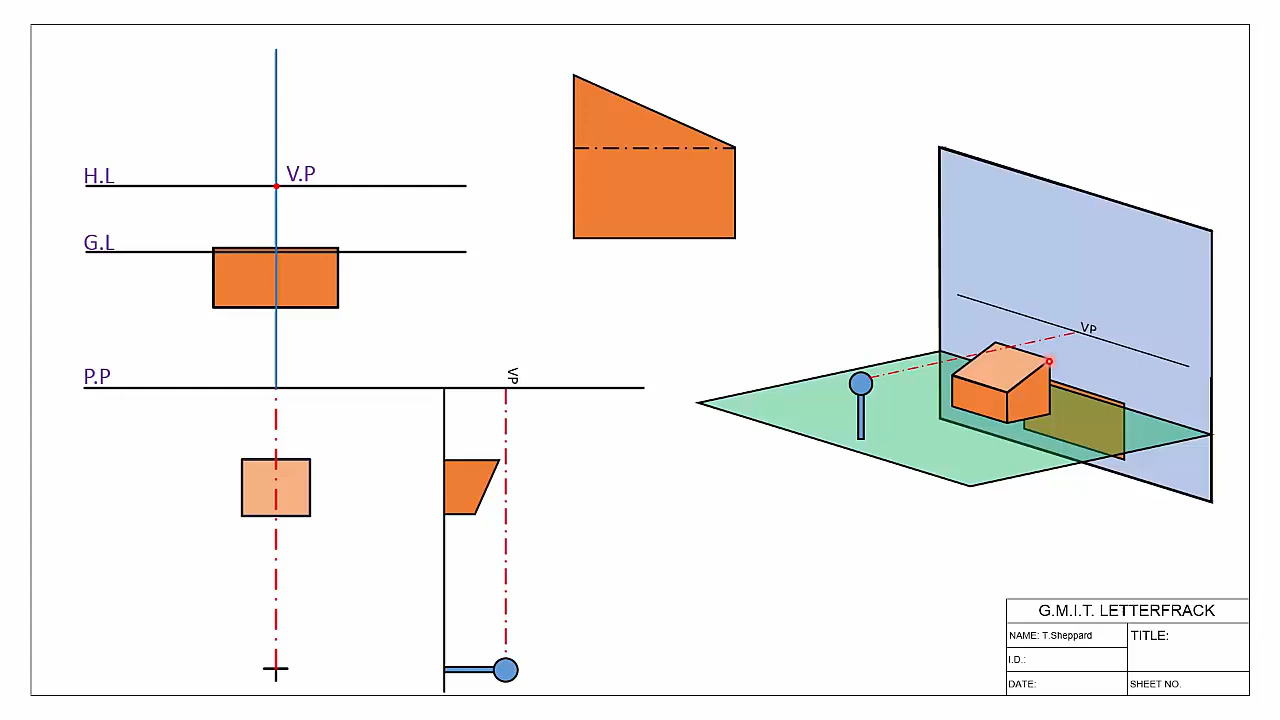 H.L
V.P
G.L
P.P
VP
VP
G.M.I.T. LETTERFRACK
NAME: T.Sheppard
TITLE:
I.D.:
DATE:
SHEET NO.